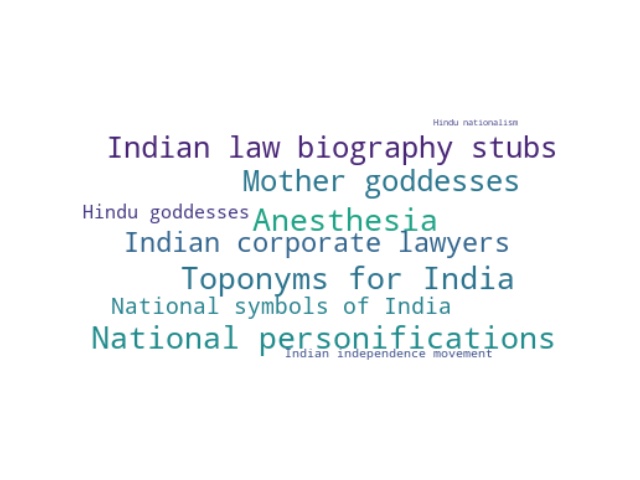 Hindu nationalism
Indian law biography stubs
Mother goddesses
Hindu goddesses
Anesthesia
Indian corporate lawyers
Toponyms for India
National symbols of India
National personifications
Indian independence movement